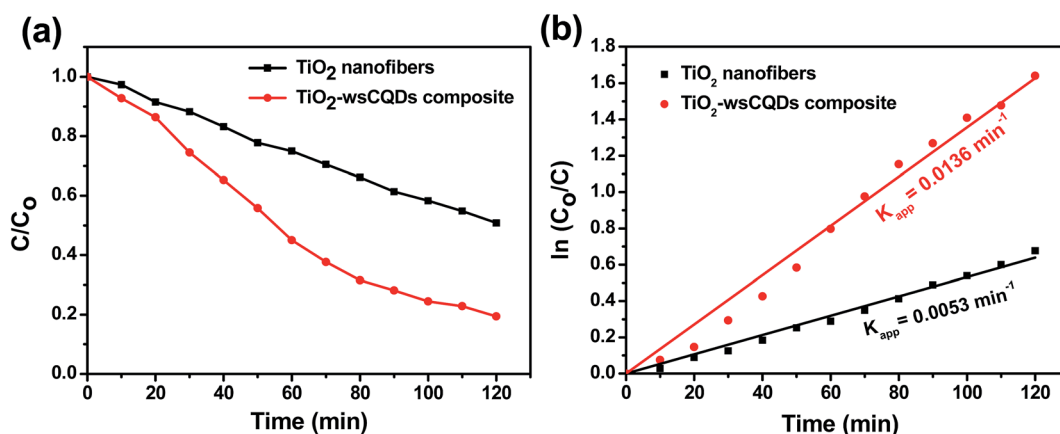 (a)
TiO₂ nanofibers
TiO₂-wsCQDs composite
1.0
0.8
0.6
0.4
0.2
0.0
C/Cₒ
0 20 40 60 80 100 120
Time (min)
(b)
TiO₂ nanofibers
TiO₂-wsCQDs composite
1.8
1.6
1.4
1.2
1.0
0.8
0.6
0.4
0.2
0.0
ln (Cₒ/C)
K_app = 0.0136 min⁻¹
K_app = 0.0053 min⁻¹
0 20 40 60 80 100 120
Time (min)